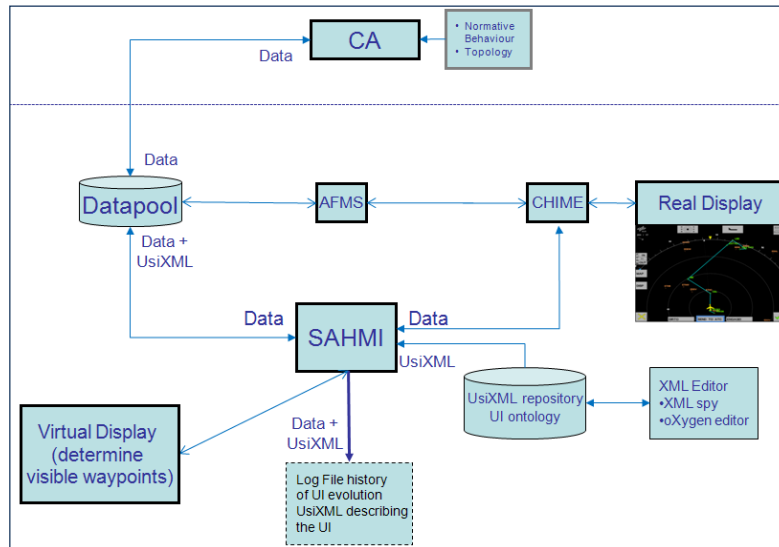 CA
• Normative
Behaviour
• Topology
Data
Data
Datapool
AFMS
CHIME
Real Display
Data +
UsiXML
Data
SAHMI
Data
UsiXML
UsiXML repository
UI ontology
XML Editor
•XML spy
•oXygen editor
Virtual Display
(determine
visible waypoints)
Data +
UsiXML
Log File history
of UI evolution
UsiXML describing
the UI